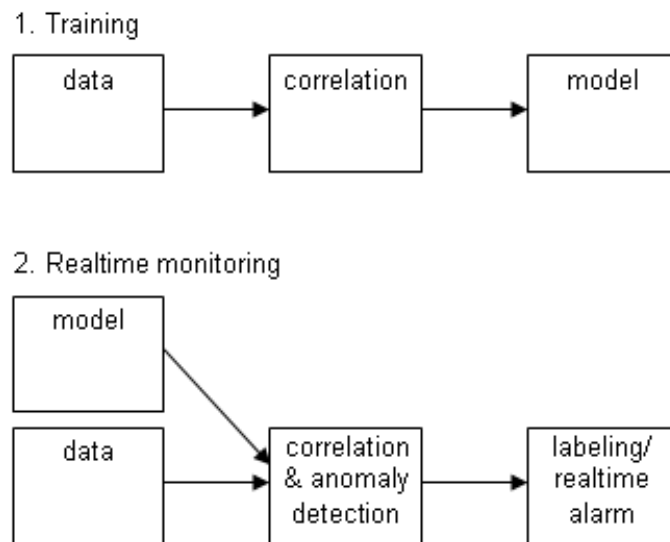 1. Training
data
correlation
model
2. Realtime monitoring
model
data
correlation
& anomaly
detection
labeling/
realtime
alarm